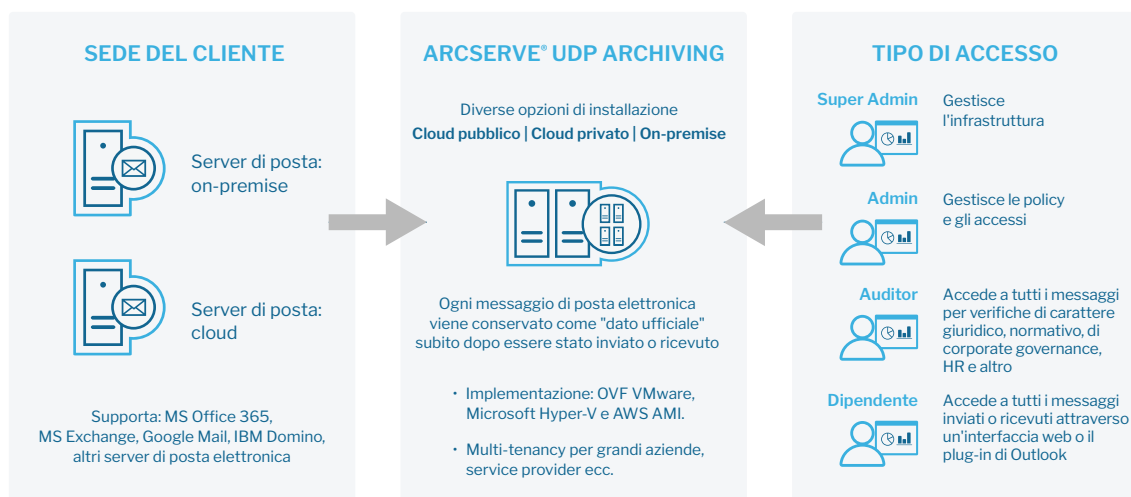 SEDE DEL CLIENTE
Server di posta:
on-premise
Server di posta:
cloud
Supporta: MS Office 365,
MS Exchange, Google Mail, IBM Domino,
altri server di posta elettronica
ARCSERVE® UDP ARCHIVING
Diverse opzioni di installazione
Cloud pubblico | Cloud privato | On-premise
Ogni messaggio di posta elettronica
viene conservato come "dato ufficiale"
subito dopo essere stato inviato o ricevuto
• Implementazione: OVF VMware,
Microsoft Hyper-V e AWS AMI.
• Multi-tenancy per grandi aziende,
service provider ecc.
TIPO DI ACCESSO
Super Admin
Gestisce
l'infrastruttura
Admin
Gestisce le policy
e gli accessi
Auditor
Accede a tutti i messaggi
per verifiche di carattere
giuridico, normativo, di
corporate governance,
HR e altro
Dipendente
Accede a tutti i messaggi
inviati o ricevuti attraverso
un'interfaccia web o il
plug-in di Outlook